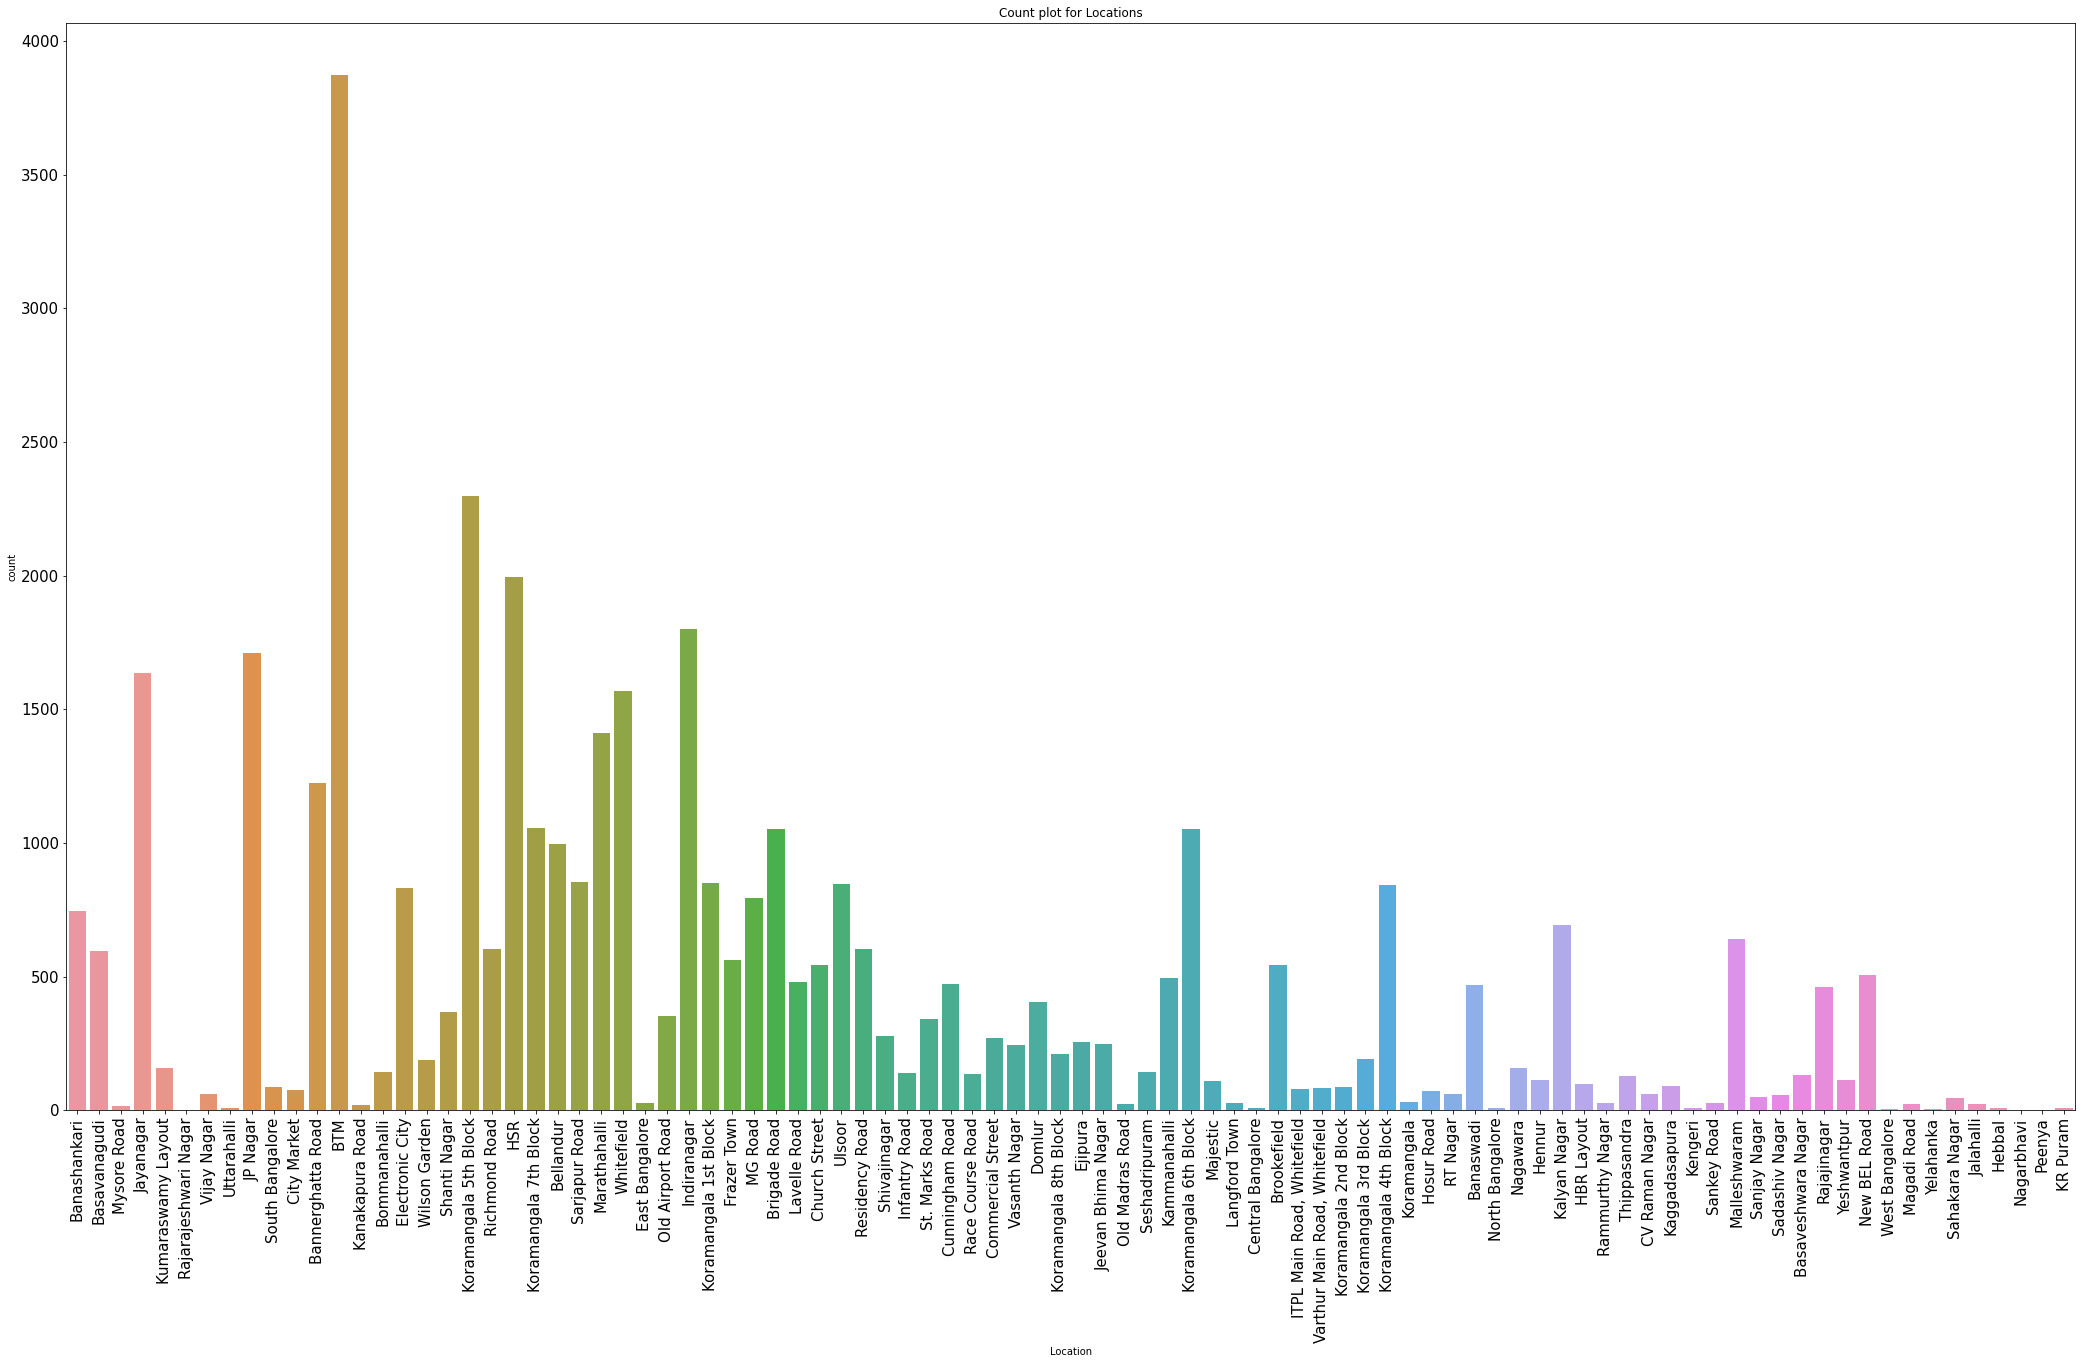 Count plot for Locations
4000
3500
3000
2500
2000
1500
1000
500
0
count
Banashankari
Basavanagudi
Mysore Road
Jayanagar
Kumaraswamy Layout
Rajarajeshwari Nagar
Vijay Nagar
Uttarahalli
JP Nagar
South Bangalore
City Market
Bannerghatta Road
BTM
Kanakapura Road
Bommanahalli
Electronic City
Wilson Garden
Shanti Nagar
Koramangala 5th Block
Richmond Road
HSR
Koramangala 7th Block
Bellandur
Sarjapur Road
Marathahalli
Whitefield
East Bangalore
Old Airport Road
Indiranagar
Koramangala 1st Block
Frazer Town
MG Road
Brigade Road
Lavelle Road
Church Street
Ulsoor
Residency Road
Shivajinagar
Infantry Road
St. Marks Road
Cunningham Road
Race Course Road
Commercial Street
Vasanth Nagar
Domlur
Koramangala 8th Block
Ejipura
Jeevan Bhima Nagar
Old Madras Road
Seshadripuram
Kammanahalli
Koramangala 6th Block
Majestic
Langford Town
Central Bangalore
Brookefield
ITPL Main Road, Whitefield
Varthur Main Road, Whitefield
Koramangala 2nd Block
Koramangala 3rd Block
Koramangala 4th Block
Koramangala
Hosur Road
RT Nagar
Banaswadi
North Bangalore
Nagawara
Hennur
Kalyan Nagar
HBR Layout
Rammurthy Nagar
Thippasandra
CV Raman Nagar
Kaggadasapura
Kengeri
Sankey Road
Malleshwaram
Sanjay Nagar
Sadashiv Nagar
Basaveshwara Nagar
Rajajinagar
Yeshwantpur
New BEL Road
West Bangalore
Magadi Road
Yelahanka
Sahakara Nagar
Jalahalli
Hebbal
Nagarbhavi
Peenya
KR Puram
Location